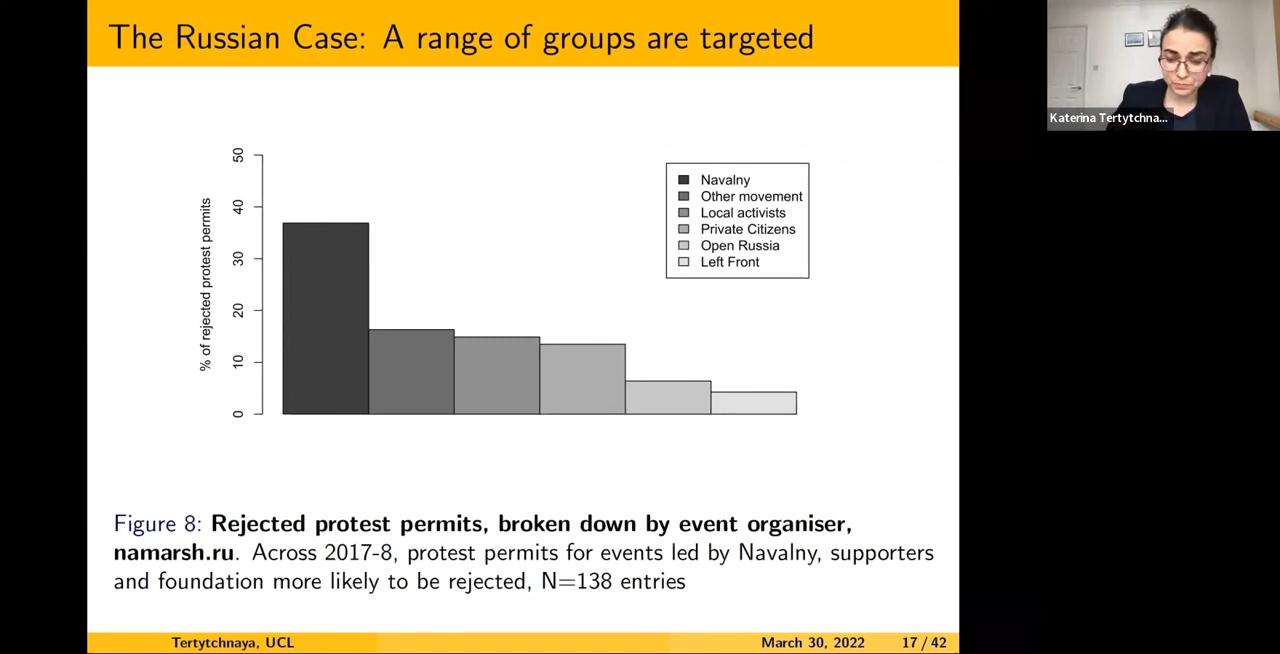 The Russian Case: A range of groups are targeted
Katerina Tertytchna...
50
40
30
20
10
0
% of rejected protest permits
Navalny
Other movement
Local activists
Private Citizens
Open Russia
Left Front
Figure 8: Rejected protest permits, broken down by event organiser,
namarsh.ru. Across 2017-8, protest permits for events led by Navalny, supporters
and foundation more likely to be rejected, N=138 entries
Tertytchnaya, UCL
March 30, 2022
17 / 42